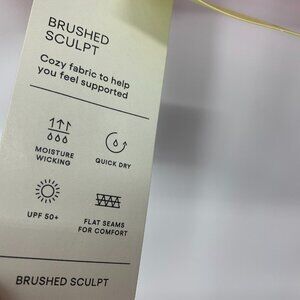 BRUSHED
SCULPT
Cozy fabric to help
you feel supported
MOISTURE
WICKING
QUICK DRY
UPF 50+
FLAT SEAMS
FOR COMFORT
BRUSHED SCULPT